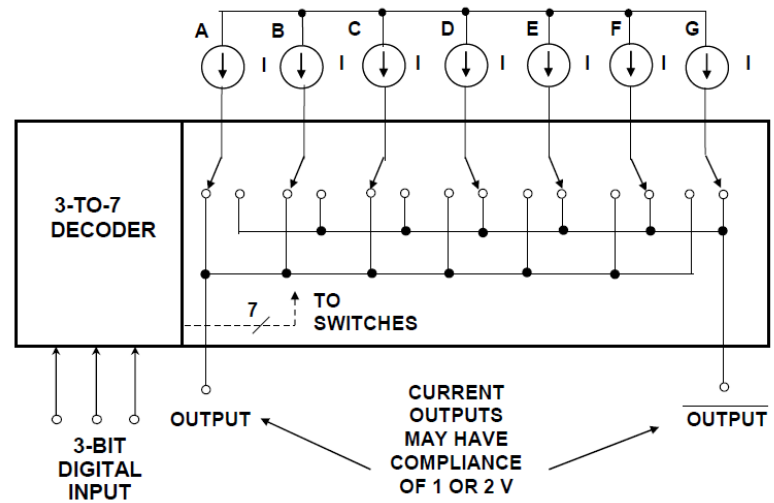 A B C D E F G
I I I I I I I
3-TO-7
DECODER
7
TO
SWITCHES
OUTPUT
CURRENT
OUTPUTS
MAY HAVE
COMPLIANCE
OF 1 OR 2 V
OUTPUT
3-BIT
DIGITAL
INPUT